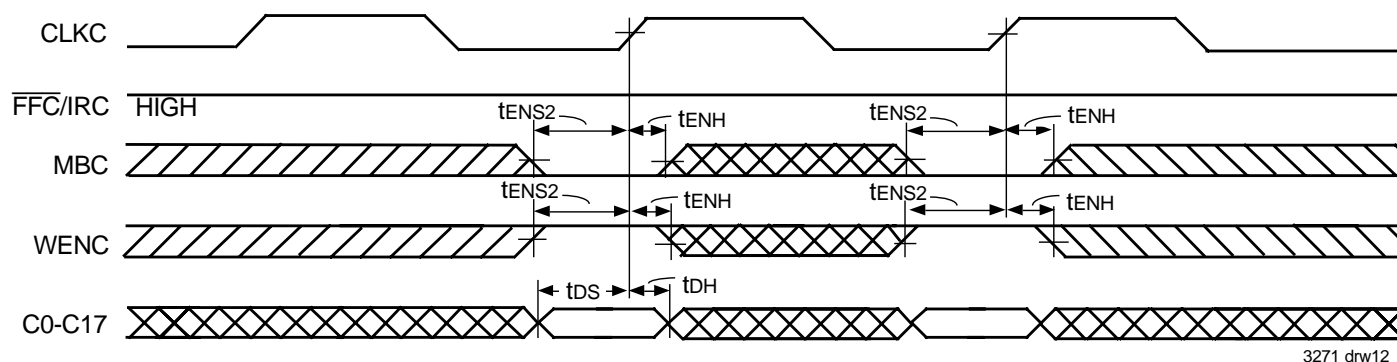 CLKC
FFC/IRC HIGH
tENS2 tENH tENS2 tENH
MBC
tENS2 tENH tENS2 tENH
WENC
tDS tDH
C0-C17
3271 drw12